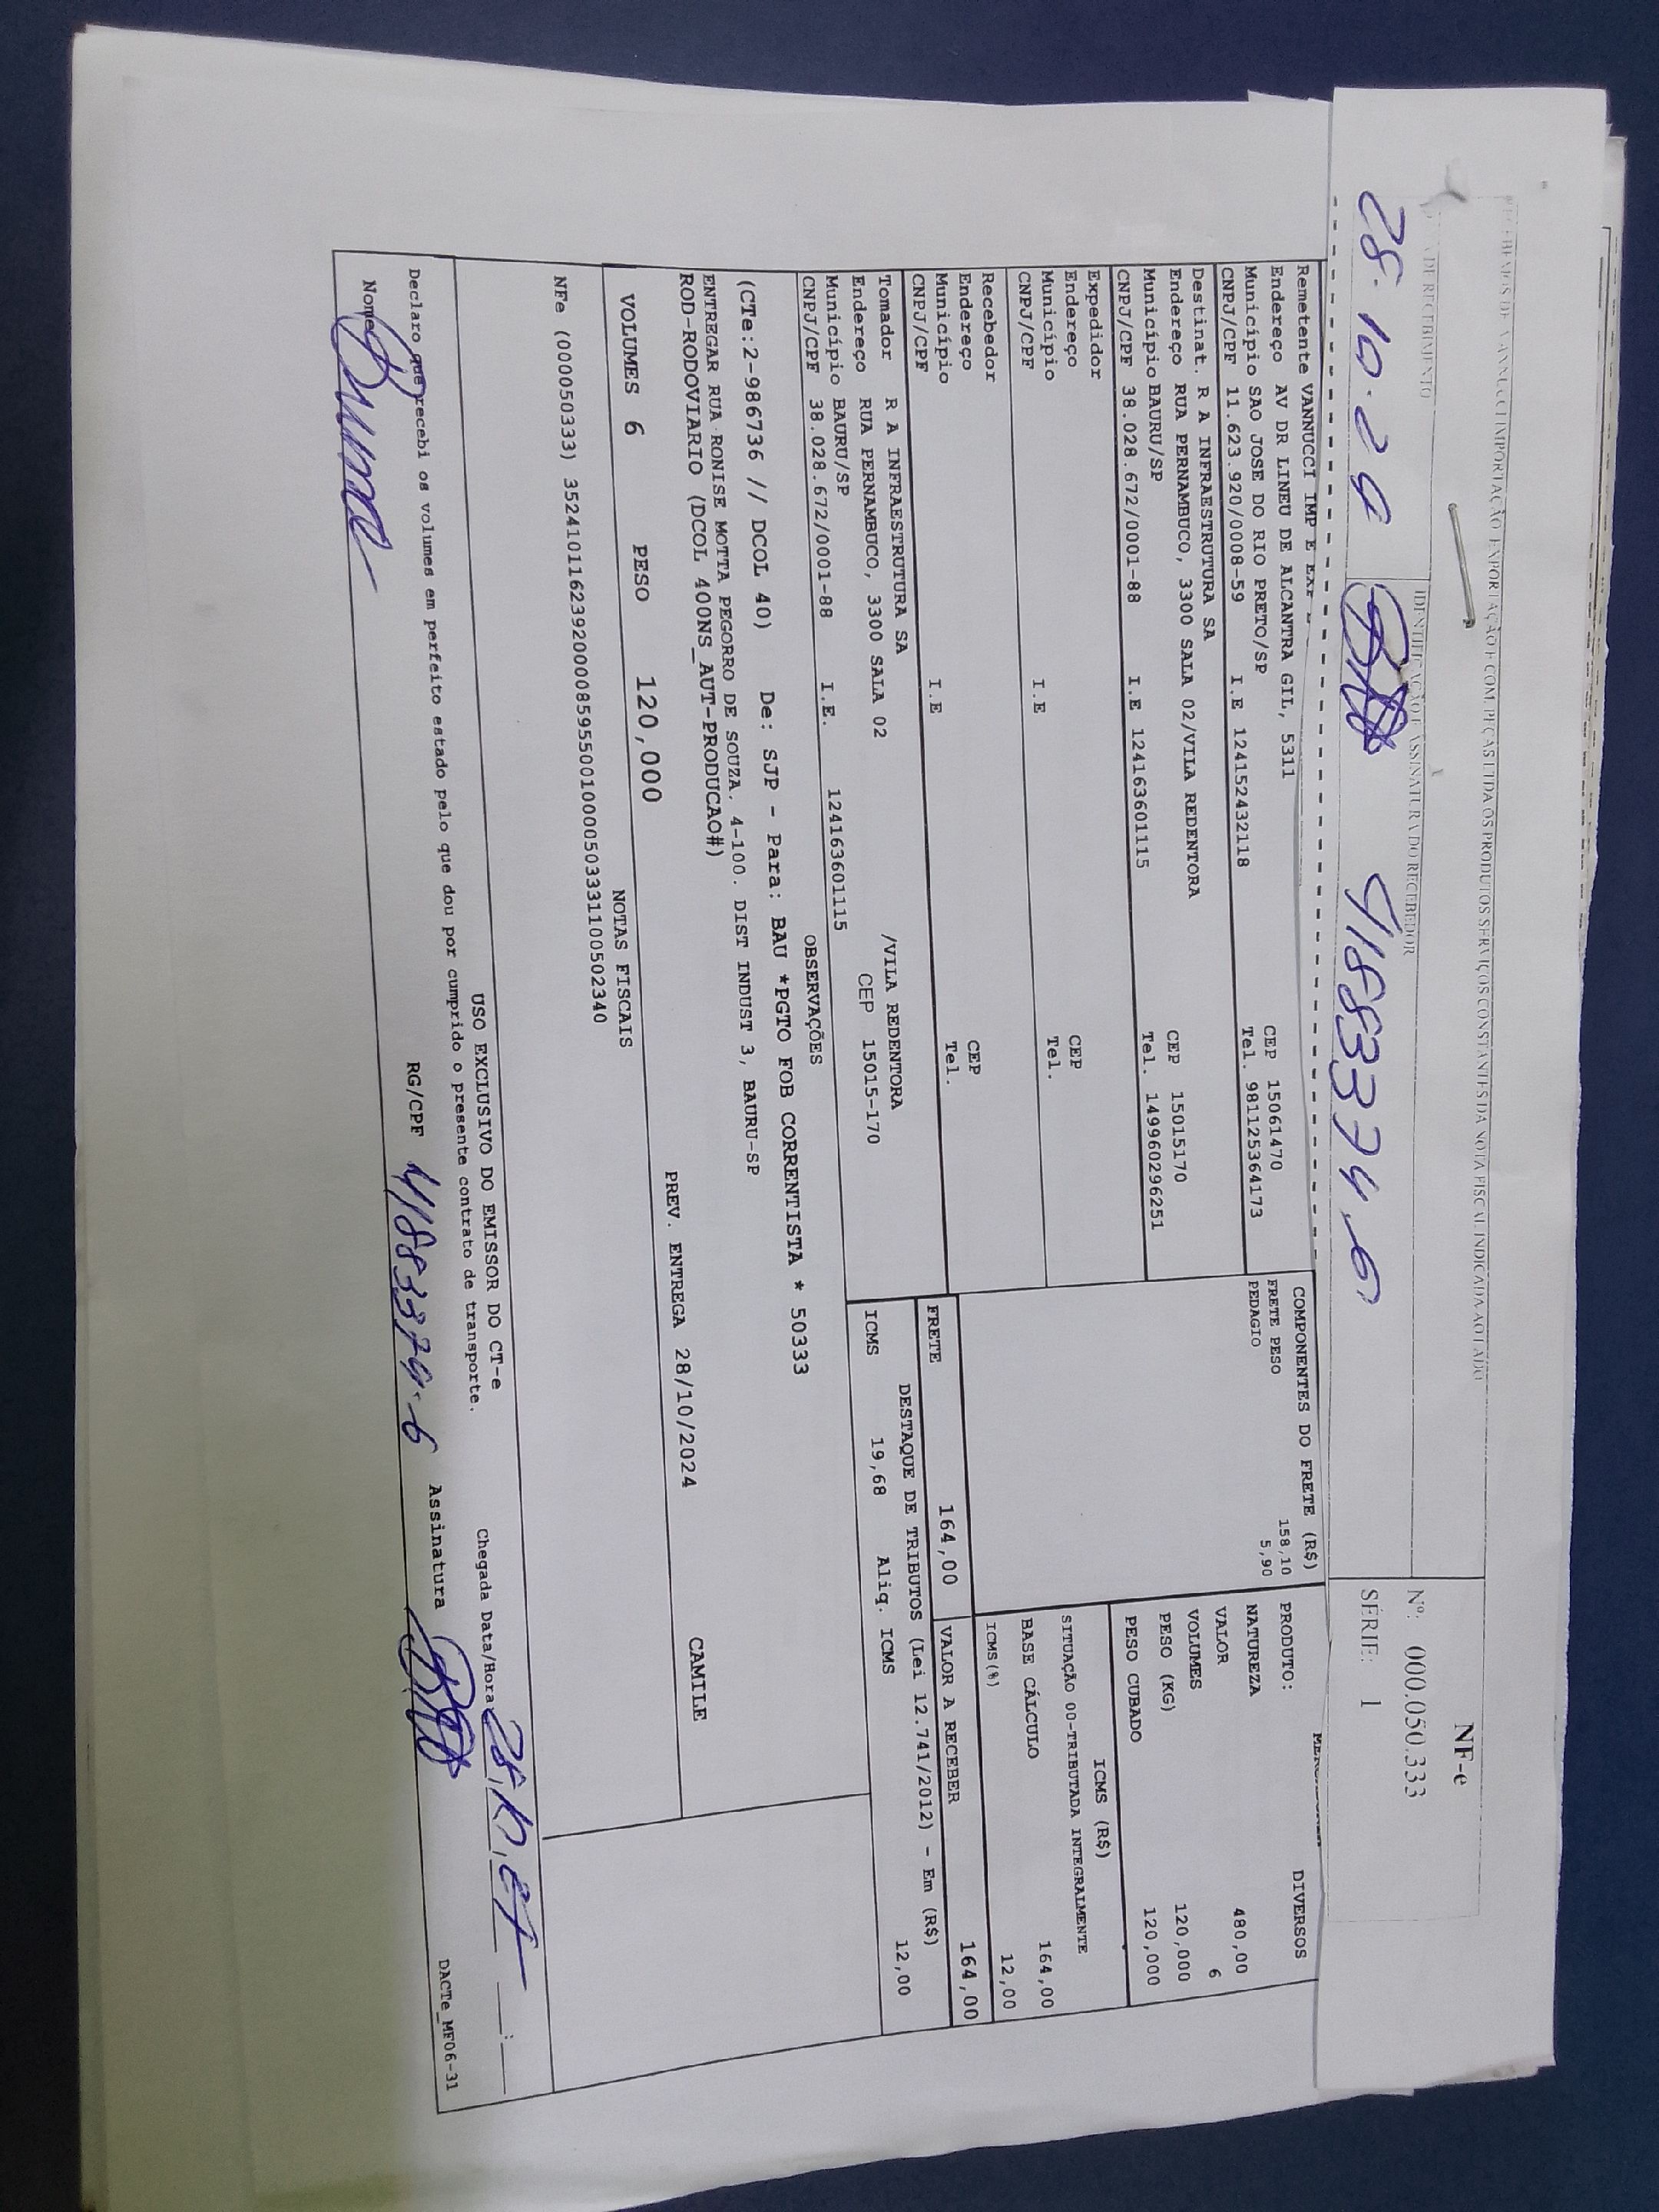 RECEBEMOS DE VANNUCCI IMPORTAÇÃO EXPORTAÇÃO E COM. PEÇAS LTDA OS PRODUTOS/SERVIÇOS CONSTANTES DA NOTA FISCAL INDICADA AO LADO
NF-e
DE RECEBIMENTO
IDENTIFICAÇÃO E ASSINATURA DO RECEBEDOR
Nº: 000.050.333
SÉRIE: 1
28.10.24
41883374.6
Remetente VANNUCCI IMP E EXP
Endereço AV DR LINEU DE ALCANTRA GIL, 5311
CEP 15061470
Município SAO JOSE DO RIO PRETO/SP
Tel. 981125364173
CNPJ/CPF 11.623.920/0008-59
I.E 124152432118
Destinat. R A INFRAESTRUTURA SA
Endereço RUA PERNAMBUCO, 3300 SALA 02/VILA REDENTORA
CEP 15015170
Município BAURU/SP
Tel. 149960296251
CNPJ/CPF 38.028.672/0001-88
I.E 124163601115
Expedidor
Endereço
CEP
Município
Tel.
CNPJ/CPF
I.E
Recebedor
Endereço
CEP
Município
Tel.
CNPJ/CPF
I.E
Tomador R A INFRAESTRUTURA SA
Endereço RUA PERNAMBUCO, 3300 SALA 02
/VILA REDENTORA
Município BAURU/SP
CEP 15015-170
CNPJ/CPF 38.028.672/0001-88
I.E. 124163601115
COMPONENTES DO FRETE (R$)
FRETE PESO 158,10
PEDAGIO 5,90
PRODUTO: DIVERSOS
NATUREZA
VALOR 480,00
VOLUMES 6
PESO (KG) 120,000
PESO CUBADO 120,000
ICMS (R$)
SITUAÇÃO 00-TRIBUTADA INTEGRALMENTE
BASE CÁLCULO 164,00
ICMS(%) 12,00
FRETE 164,00
VALOR A RECEBER 164,00
DESTAQUE DE TRIBUTOS (Lei 12.741/2012) - Em (R$)
ICMS 19,68 Aliq. ICMS 12,00
OBSERVAÇÕES
(CTe:2-986736 // DCOL 40) De: SJP - Para: BAU *PGTO FOB CORRENTISTA * 50333
ENTREGAR RUA RONISE MOTTA PEGORRO DE SOUZA. 4-100. DIST INDUST 3, BAURU-SP
ROD-RODOVIARIO (DCOL 400NS_AUT-PRODUCAO#)
VOLUMES 6 PESO 120,000 PREV. ENTREGA 28/10/2024 CAMILE
NOTAS FISCAIS
NFe (000050333) 35241011623920000859550010000503331100502340
USO EXCLUSIVO DO EMISSOR DO CT-e
Declaro que recebi os volumes em perfeito estado pelo que dou por cumprido o presente contrato de transporte.
Chegada Data/Hora 28,10, :
Nome Bruna RG/CPF 41883374-6 Assinatura
DACTe_MF06-31